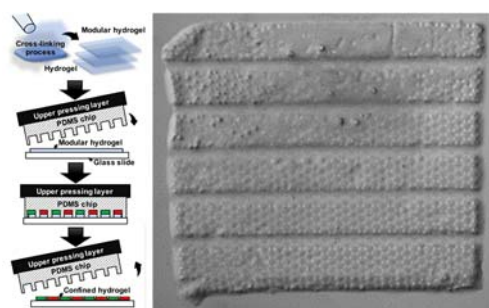 Modular hydrogel
Cross-linking
process
Hydrogel
Upper pressing layer
PDMS chip
Modular hydrogel
Glass slide
Upper pressing layer
PDMS chip
Upper pressing layer
PDMS chip
Confined hydrogel